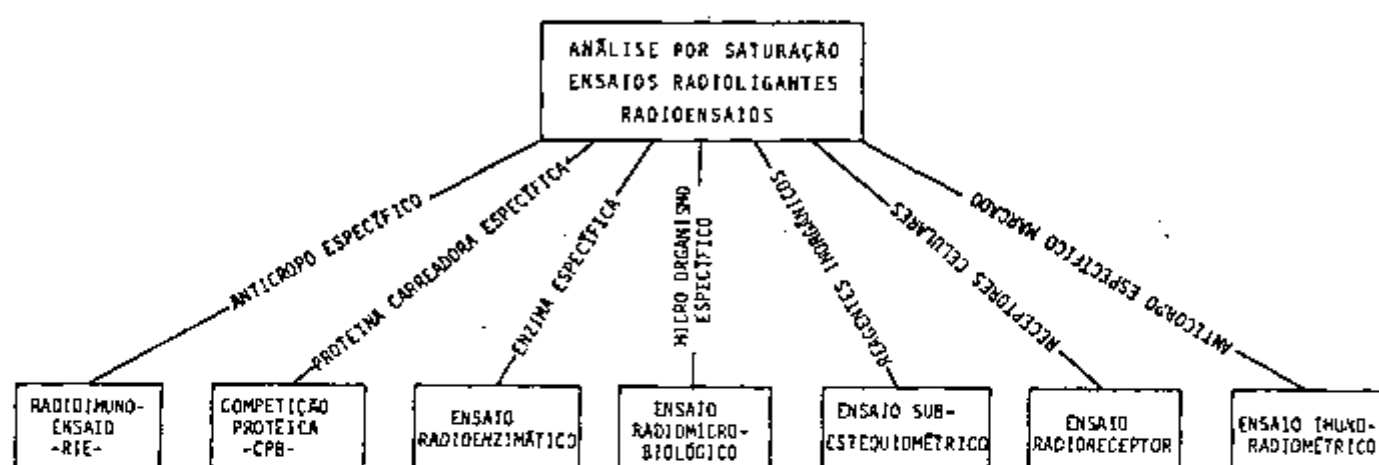 ANÁLISE POR SATURAÇÃO
ENSAIOS RADIOLIGANTES
RADIOENSAIOS
ANTICROPO ESPECÍFICO
PROTEINA CARREADORA ESPECÍFICA
ENZIMA ESPECÍFICA
MICRO ORGANISMO
ESPECÍFICO
REAGENTES INORGÂNICOS
RECEPTORES CELULARES
ANTICORPO ESPECÍFICO MARCADO
RADIOIMUNO-
ENSAIO
-RIE-
COMPETIÇÃO
PROTÉICA
-CPB-
ENSAIO
RADIOENZIMÁTICO
ENSAIO
RADIOMICRO-
BIOLÓGICO
ENSAIO SUB-
ESTEQUIOMÉTRICO
ENSAIO
RADIORECEPTOR
ENSAIO IMUNO-
RADIOMÉTRICO